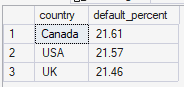 country default_percent
1 Canada 21.61
2 USA 21.57
3 UK 21.46